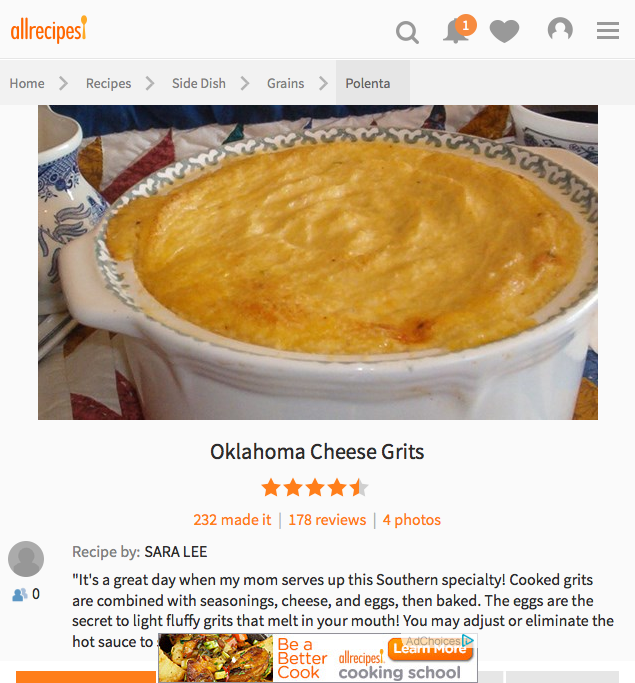 allrecipes!
1
Home Recipes Side Dish Grains Polenta
Oklahoma Cheese Grits
232 made it | 178 reviews | 4 photos
Recipe by: SARA LEE
0
"It's a great day when my mom serves up this Southern specialty! Cooked grits
are combined with seasonings, cheese, and eggs, then baked. The eggs are the
secret to light fluffy grits that melt in your mouth! You may adjust or eliminate the
hot sauce to
Be a
Better
Cook
allrecipes!
cooking school
AdChoices
Learn More